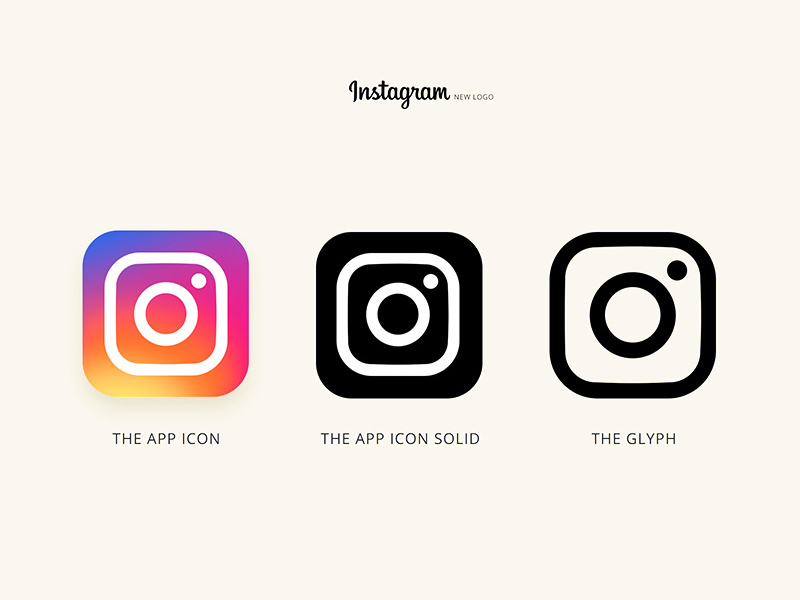 Instagram NEW LOGO
THE APP ICON
THE APP ICON SOLID
THE GLYPH